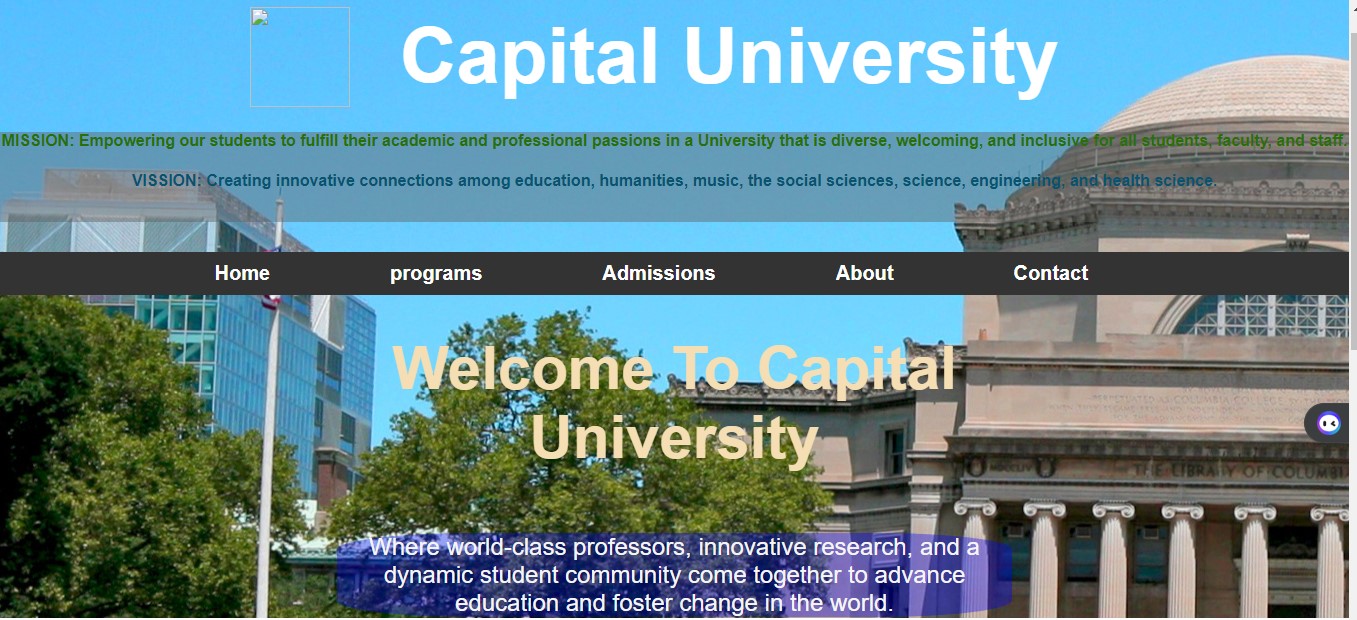 Capital University
MISSION: Empowering our students to fulfill their academic and professional passions in a University that is diverse, welcoming, and inclusive for all students, faculty, and staff.
VISSION: Creating innovative connections among education, humanities, music, the social sciences, science, engineering, and health science.
Home programs Admissions About Contact
Welcome To Capital
University
THE LIBRARY OF COLUMBI
Where world-class professors, innovative research, and a
dynamic student community come together to advance
education and foster change in the world.